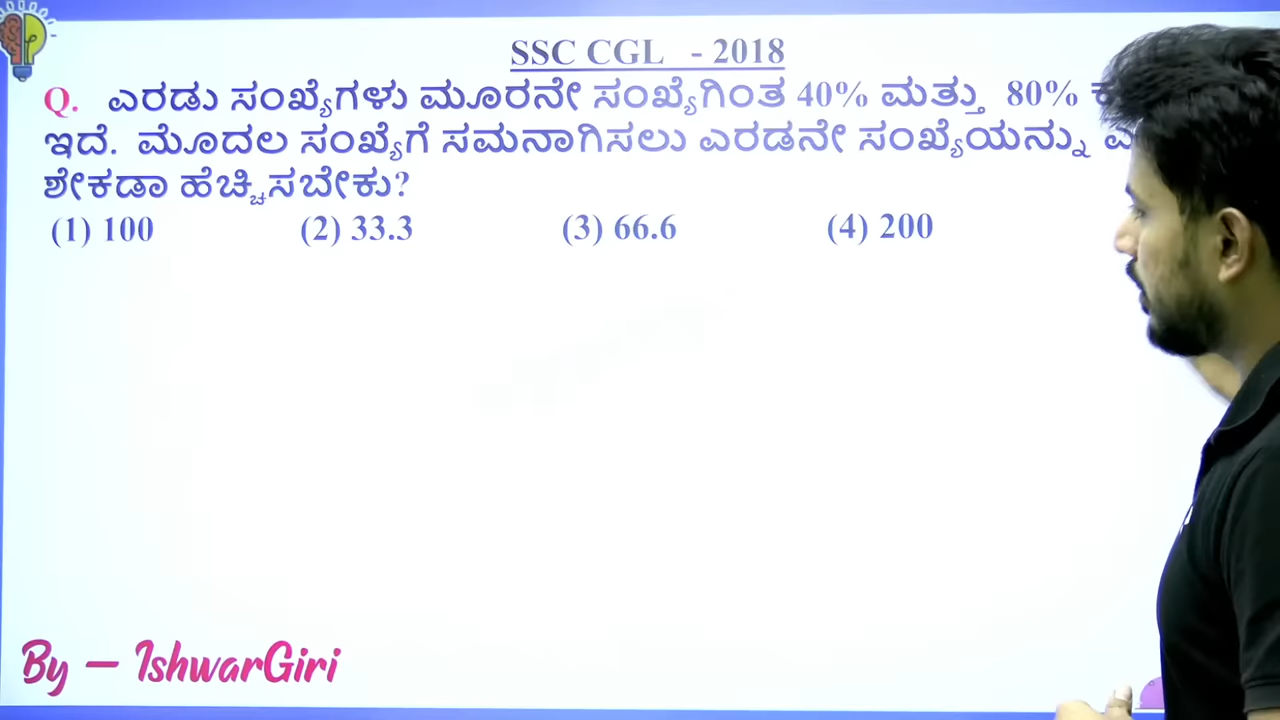 SSC CGL - 2018
Q. ಎರಡು ಸಂಖ್ಯೆಗಳು ಮೂರನೇ ಸಂಖ್ಯೆಗಿಂತ 40% ಮತ್ತು 80%
ಇದೆ. ಮೊದಲ ಸಂಖ್ಯೆಗೆ ಸಮನಾಗಿಸಲು ಎರಡನೇ ಸಂಖ್ಯೆಯನ್ನು
ಶೇಕಡಾ ಹೆಚ್ಚಿಸಬೇಕು?
(1) 100 (2) 33.3 (3) 66.6 (4) 200
By – IshwarGiri